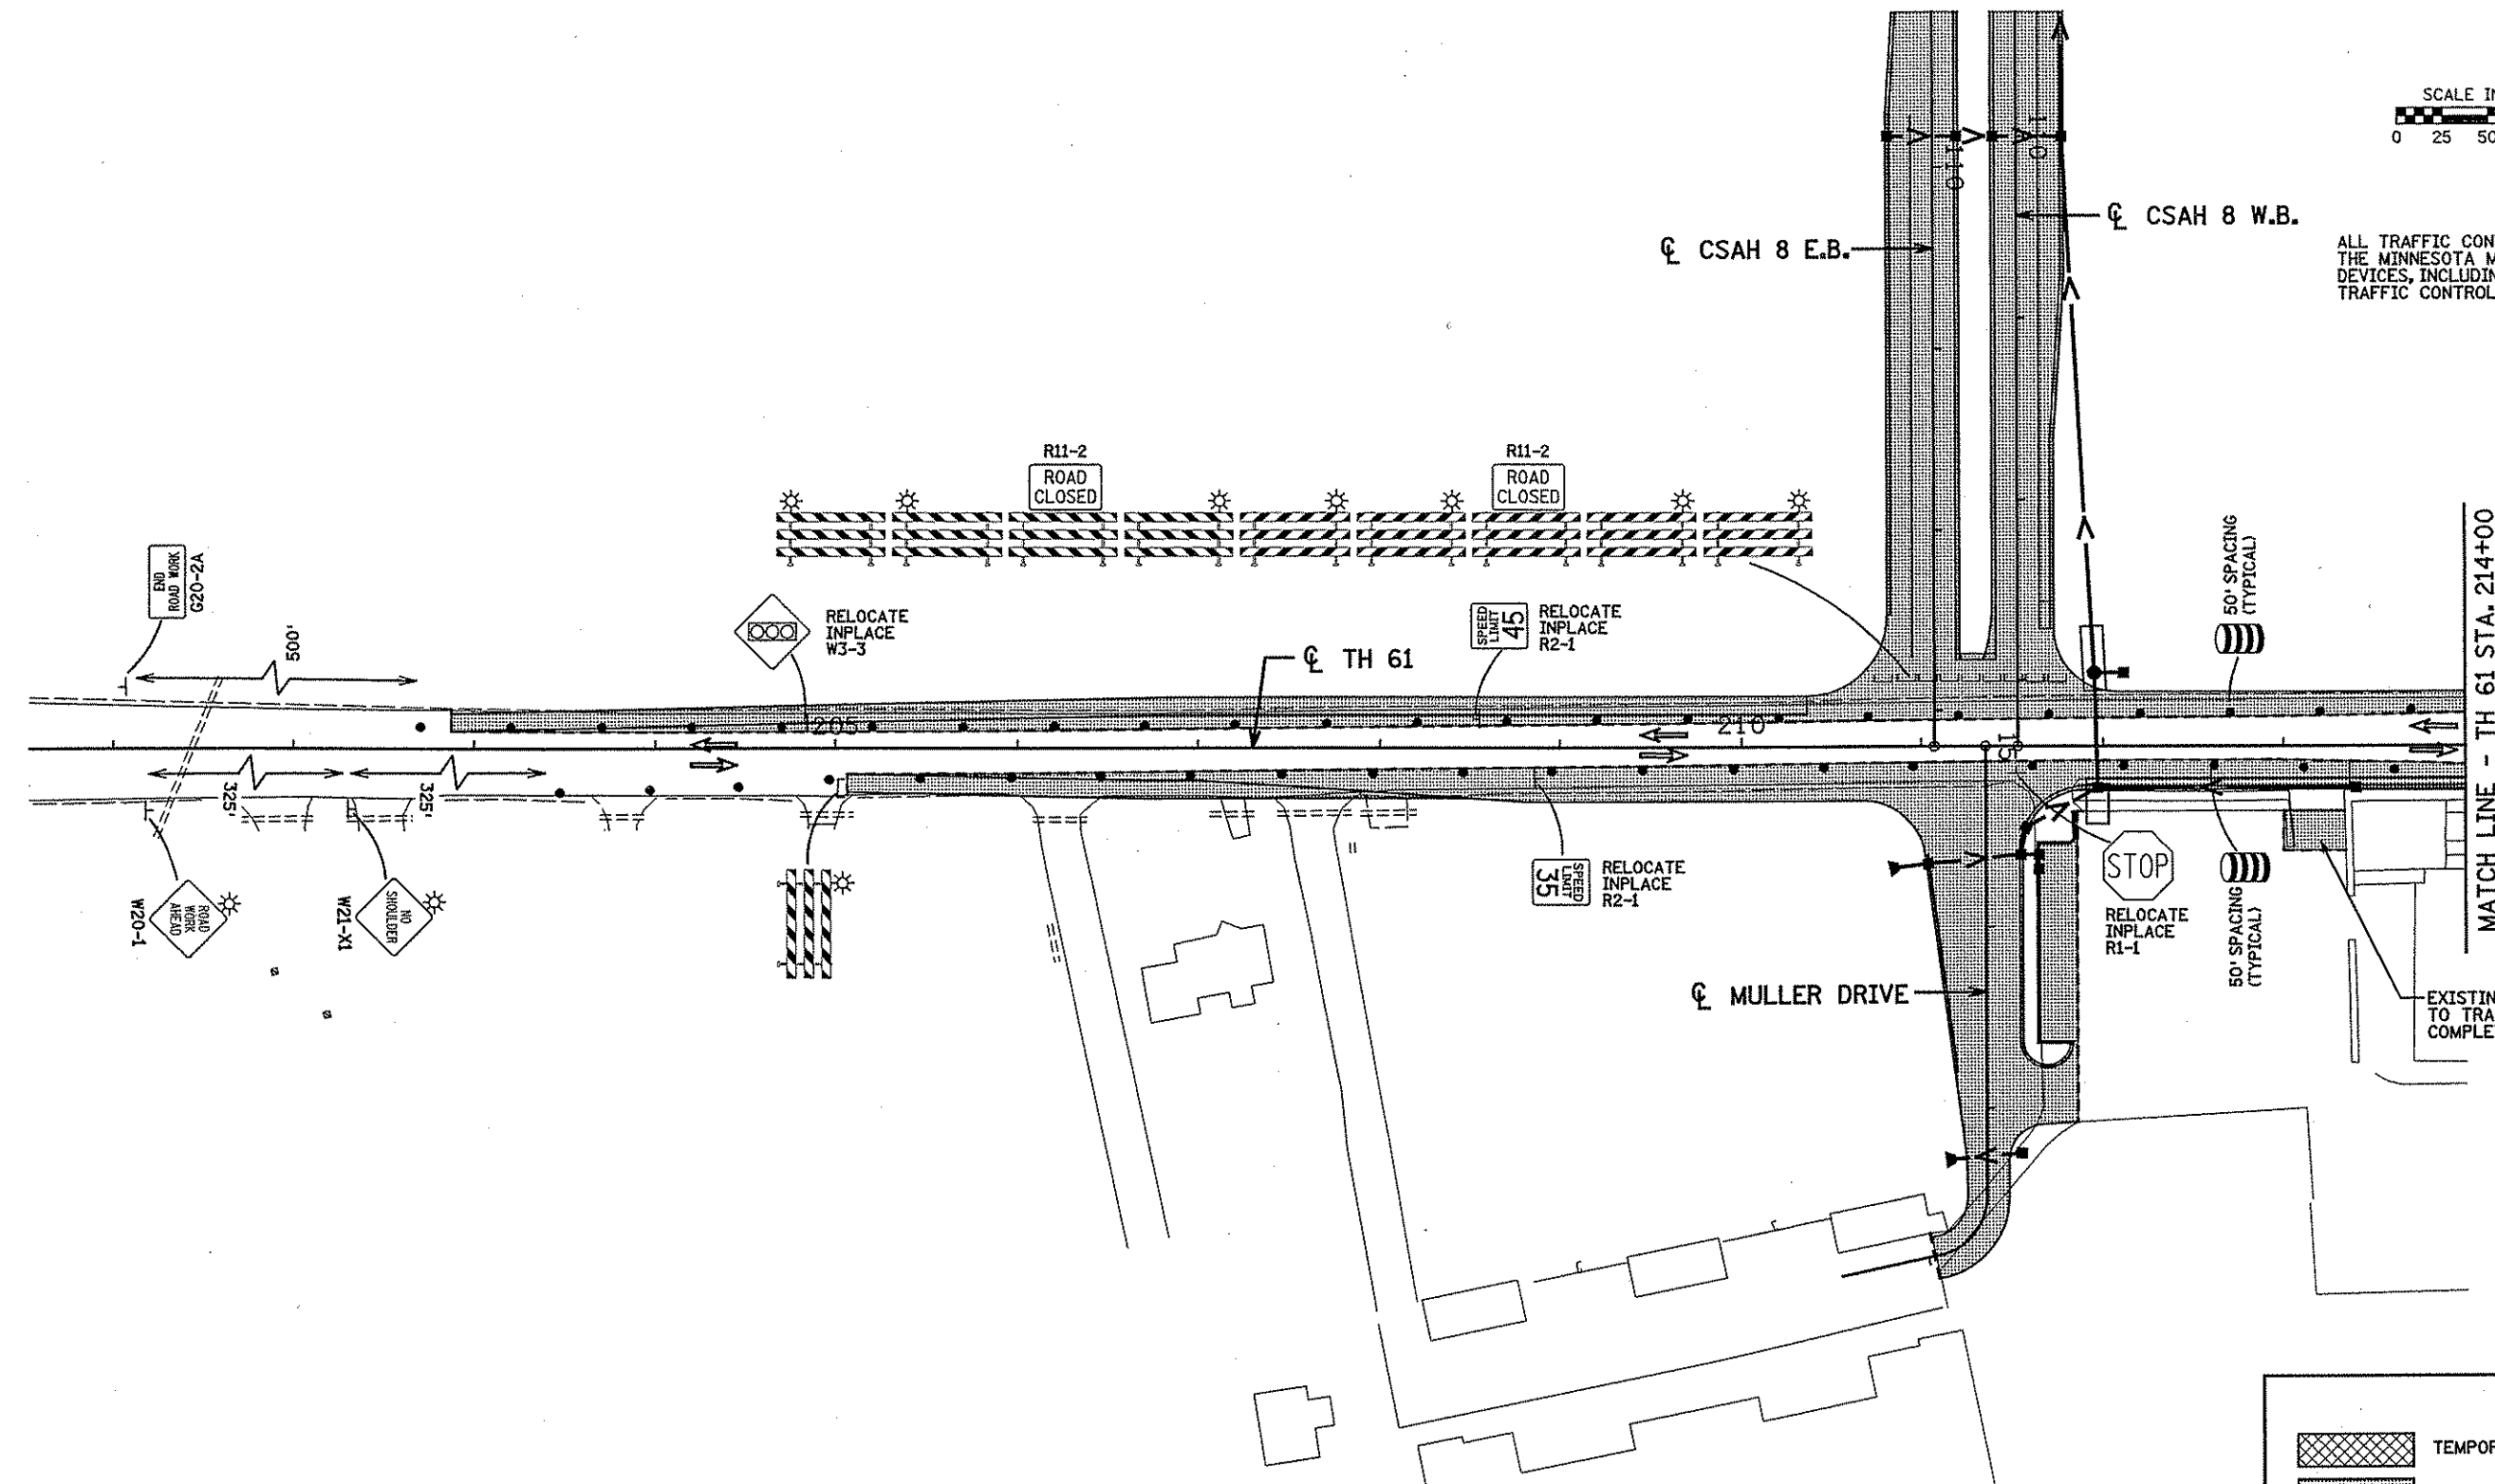 SCALE IN
0 25 50
℄ CSAH 8 W.B.
℄ CSAH 8 E.B.
ALL TRAFFIC CON
THE MINNESOTA M
DEVICES, INCLUDIN
TRAFFIC CONTROL
110
10
R11-2
ROAD
CLOSED
R11-2
ROAD
CLOSED
END
ROAD WORK
G20-2A
500'
RELOCATE
INPLACE
W3-3
℄ TH 61
SPEED
LIMIT
45
RELOCATE
INPLACE
R2-1
50' SPACING
(TYPICAL)
MATCH LINE - TH 61 STA. 214+00
205
210
15
325'
325'
ROAD
WORK
AHEAD
W20-1
NO
SHOULDER
W21-X1
SPEED
LIMIT
35
RELOCATE
INPLACE
R2-1
STOP
RELOCATE
INPLACE
R1-1
50' SPACING
(TYPICAL)
℄ MULLER DRIVE
EXISTIN
TO TRA
COMPLE
TEMPOR